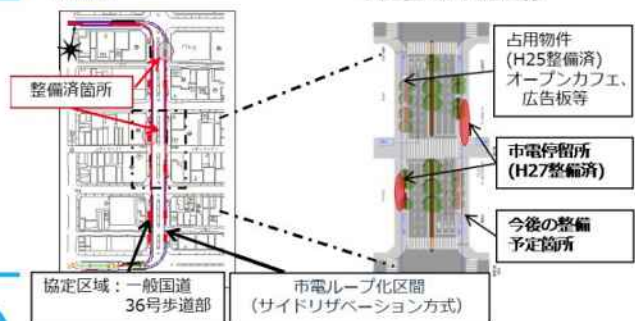 整備済箇所
占用物件
(H25整備済)
オープンカフェ、
広告板等
市電停留所
(H27整備済)
今後の整備
予定箇所
協定区域：一般国道
36号歩道部
市電ループ化区間
（サイドリザベーション方式）